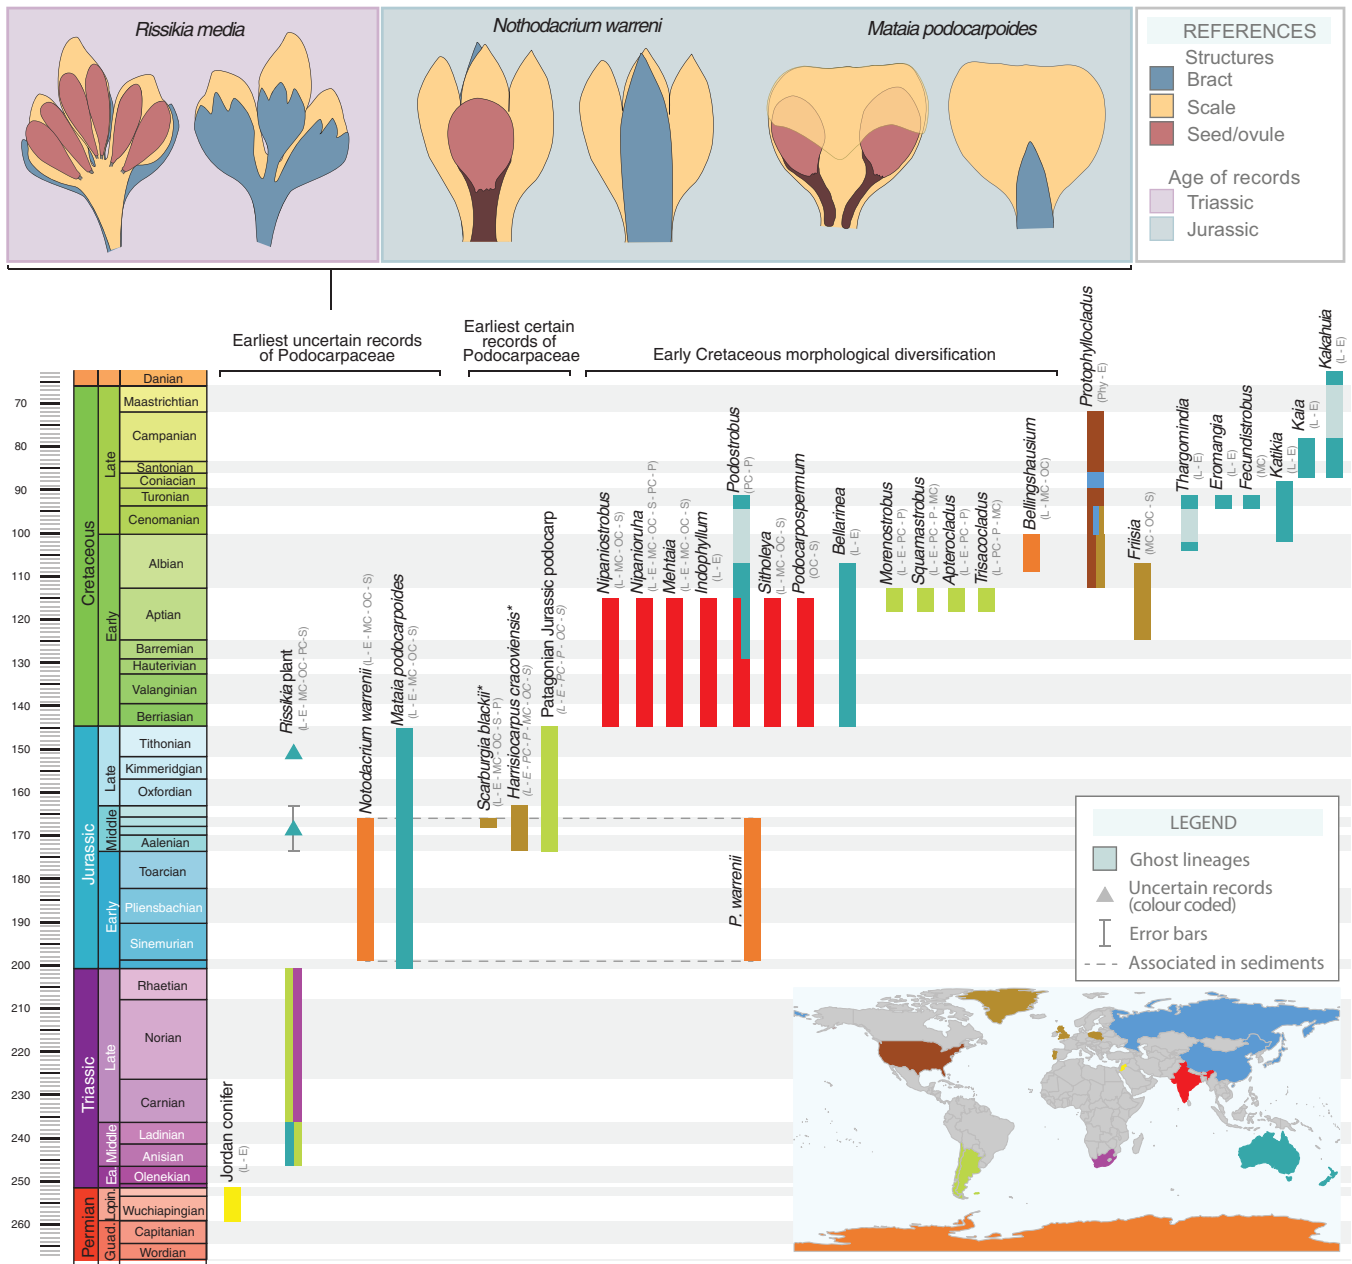 Rissikia media
Nothodacrium warreni
Mataia podocarpoides
REFERENCES
Structures
Bract
Scale
Seed/ovule
Age of records
Triassic
Jurassic
Earliest uncertain records
of Podocarpaceae
Earliest certain
records of
Podocarpaceae
Early Cretaceous morphological diversification
70
80
90
100
110
120
130
140
150
160
170
180
190
200
210
220
230
240
250
260
Cretaceous
Jurassic
Triassic
Permian
Late
Early
Late
Middle
Early
Late
Middle
Ea.
Lopin.
Guad.
Danian
Maastrichtian
Campanian
Santonian
Coniacian
Turonian
Cenomanian
Albian
Aptian
Barremian
Hauterivian
Valanginian
Berriasian
Tithonian
Kimmeridgian
Oxfordian
Aalenian
Toarcian
Pliensbachian
Sinemurian
Rhaetian
Norian
Carnian
Ladinian
Anisian
Olenekian
Wuchiapingian
Capitanian
Wordian
Jordan conifer
(L - E)
Rissikia plant
(L - E - MC - OC - PC-S)
Notodacrium warrenii (L - E - MC - OC - S)
Mataia podocarpoides
(L - E - MC - OC - S)
Scarburgia blackii*
(L - E - MC - OC - S - P)
Harrisiocarpus cracoviensis*
(L - E - PC - P - MC - OC - S)
Patagonian Jurassic podocarp
(L - E - PC - P - OC - S)
Nipaniostrobus
(L - MC - OC - S)
Nipanioruha
(L - E - MC - OC - S - PC - P)
Mehtaia
(L - E - MC - OC - S)
Indophyllum
(L - E)
Podostrobus
(PC - P)
P. warrenii
Sitholeya
(L - MC - OC - S)
Podocarpospermum
(OC - S)
Bellarinea
(L - E)
Morenostrobus
(L - E - PC - P)
Squamastrobus
(L - E - PC - P - MC)
Apterocladus
(L - E - PC - P)
Trisacocladus
(L - PC - P - MC)
Bellingshausium
(L - MC - OC)
Protophyllocladus
(Phy - E)
Friisia
(MC - OC - S)
Thargomindia
(L - E)
Eromangia
(L - E)
Fecundistrobus
(MC)
Katikia
(L - E)
Kaia
(L - E)
Kakahuia
(L - E)
LEGEND
Ghost lineages
Uncertain records
(colour coded)
Error bars
Associated in sediments